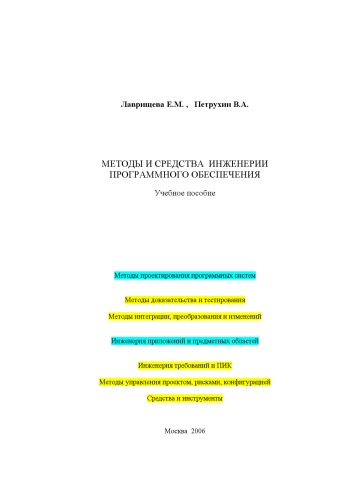 Лаврищева Е.М. , Петрухин В.А.
МЕТОДЫ И СРЕДСТВА ИНЖЕНЕРИИ
ПРОГРАММНОГО ОБЕСПЕЧЕНИЯ
Учебное пособие
Методы проектирования программных систем
Методы доказательства и тестирования
Методы интеграции, преобразования и изменений
Инженерия приложений и предметных областей
Инженерия требований и ПИК
Методы управления проектом, рисками, конфигурацией
Средства и инструменты
Москва 2006